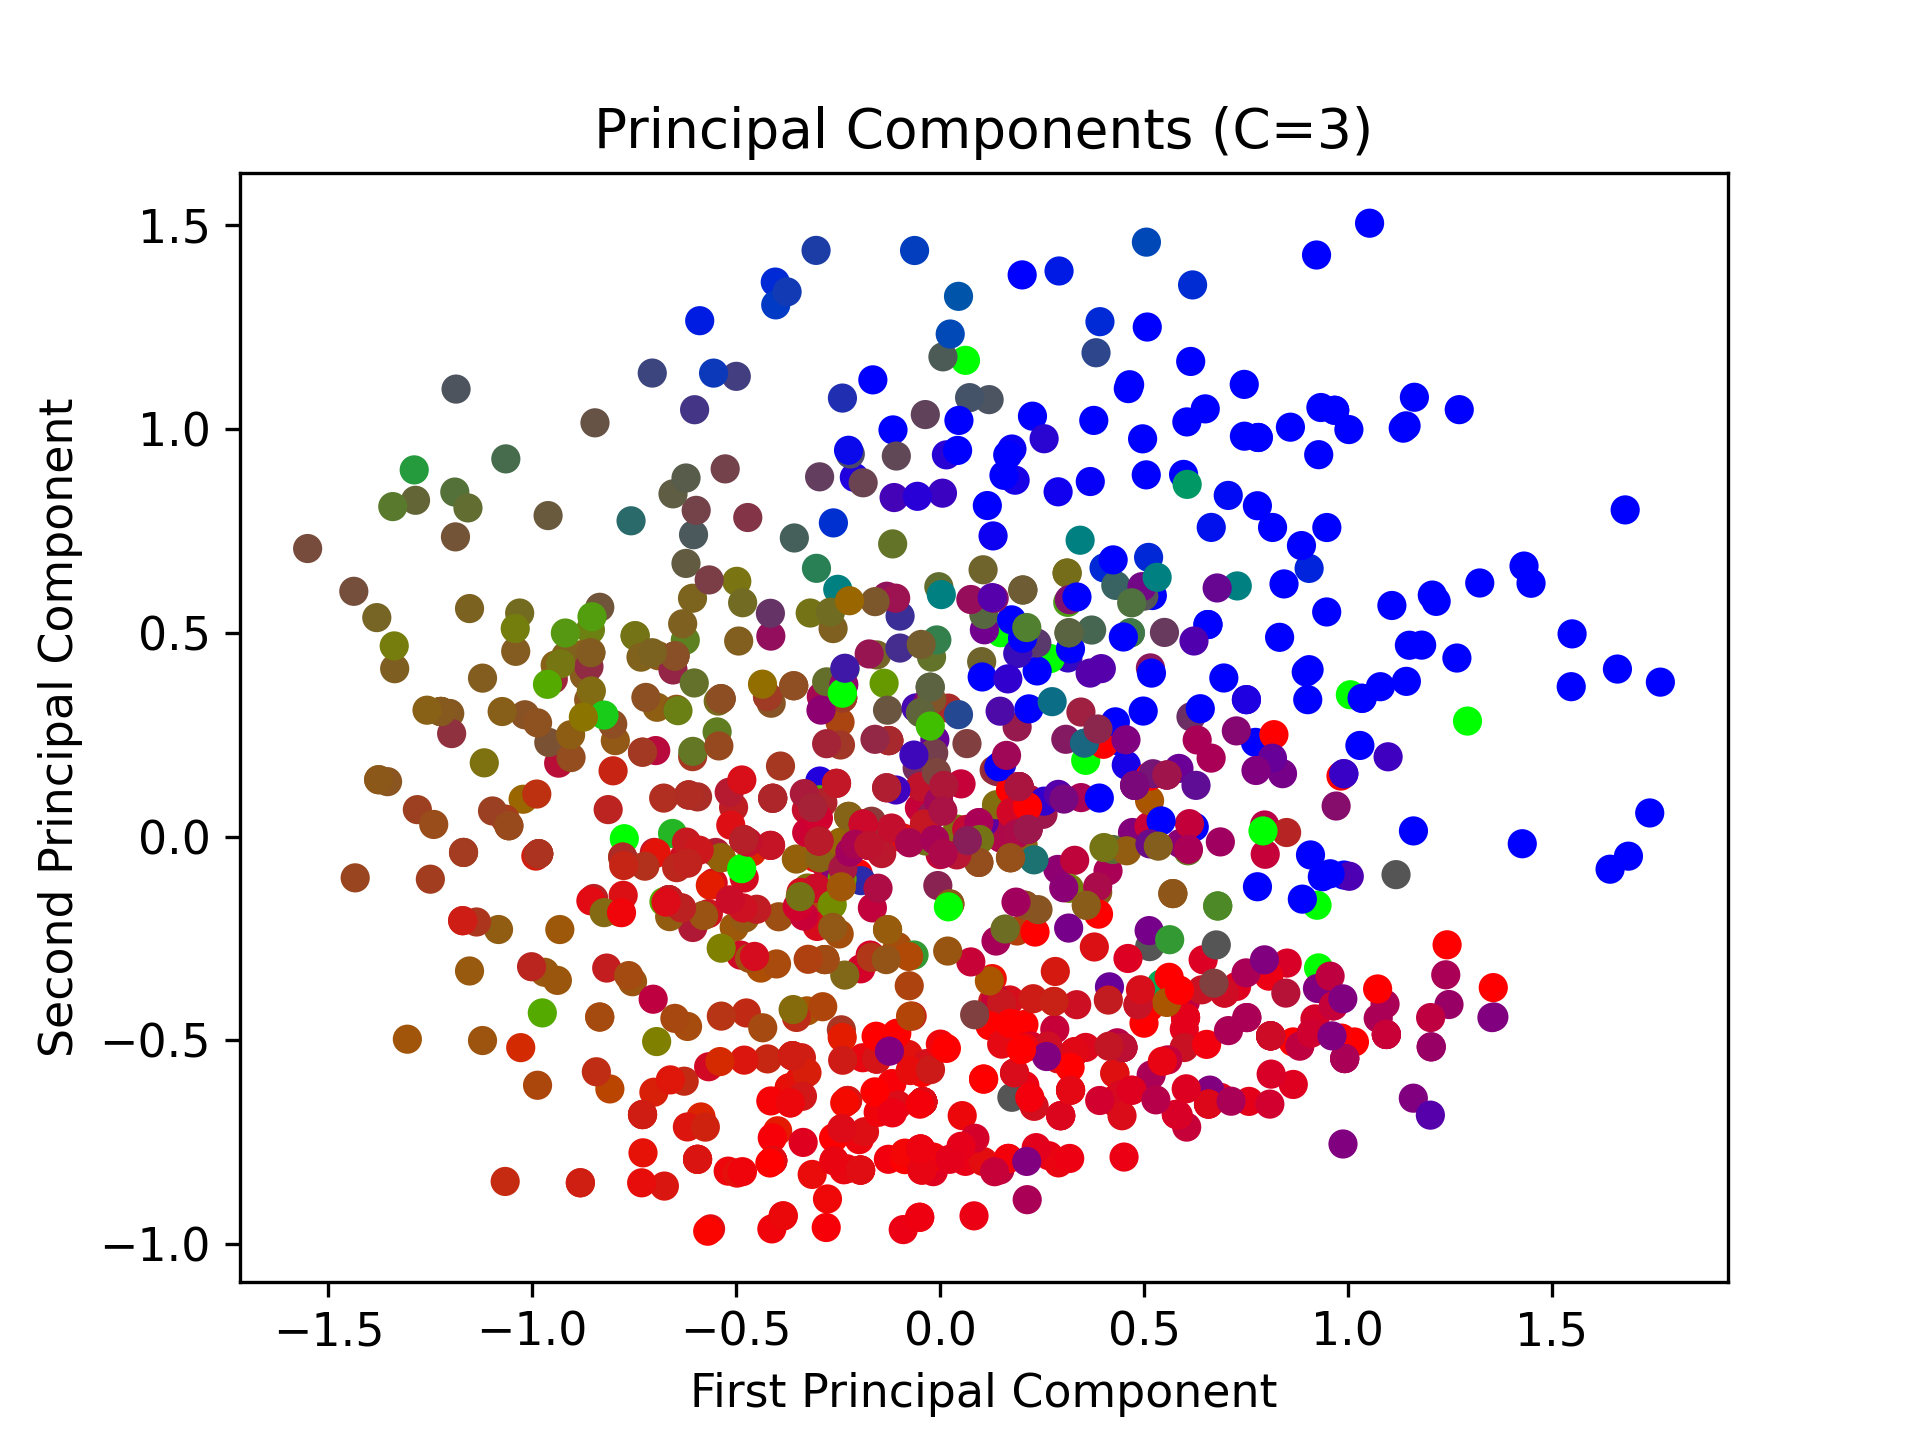 Principal Components (C=3)
1.5
1.0
0.5
0.0
−0.5
−1.0
Second Principal Component
−1.5 −1.0 −0.5 0.0 0.5 1.0 1.5
First Principal Component